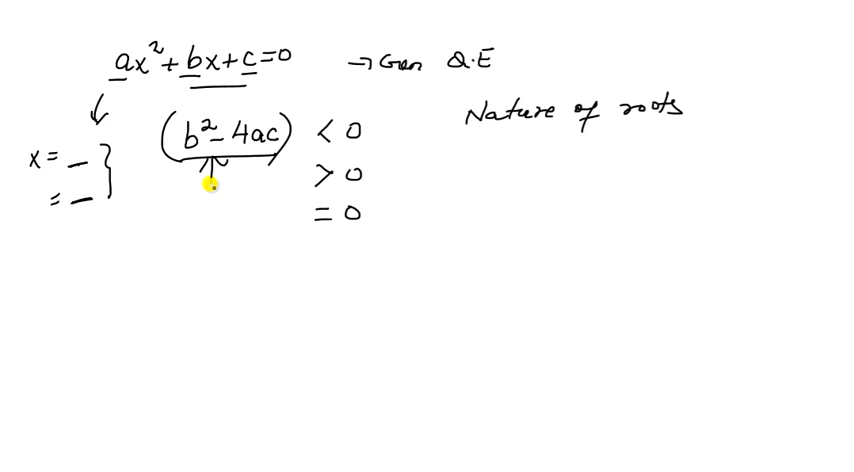 ax²+bx+c=0 → Gen Q.E
Nature of roots
(b²-4ac) < 0
> 0
= 0
x = _
= _